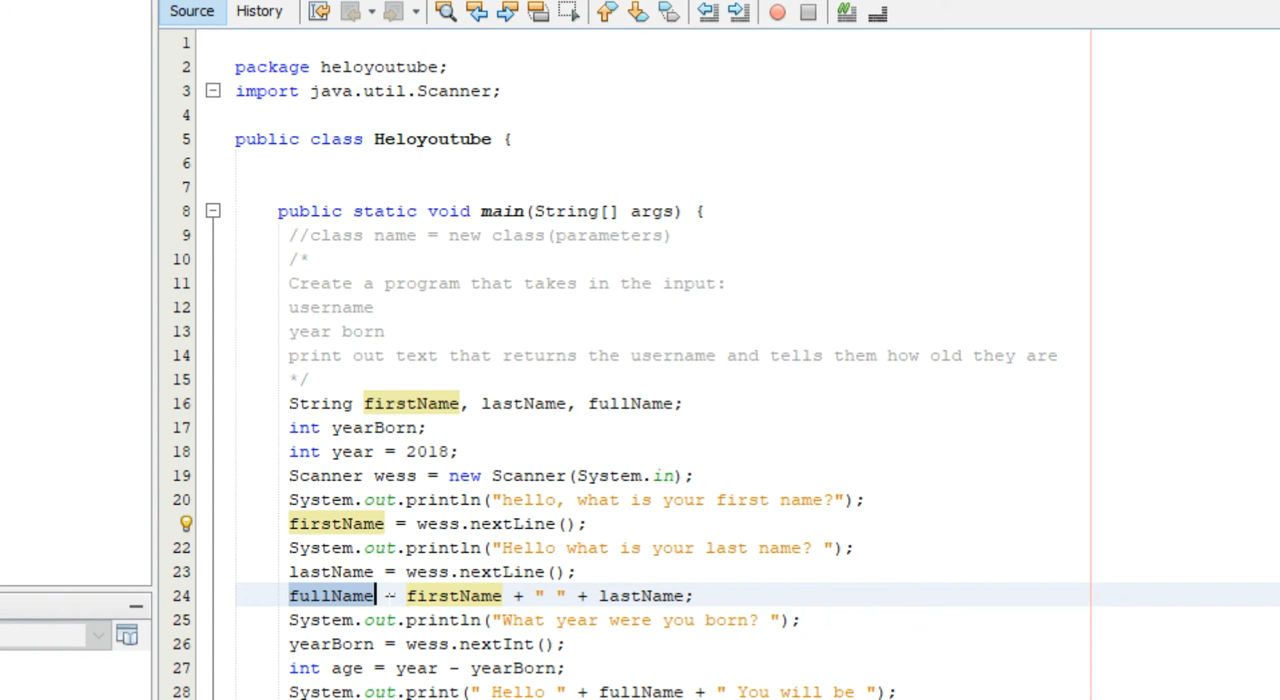 Source History
1
2 package heloyoutube;
3 import java.util.Scanner;
4
5 public class Heloyoutube {
6
7
8 public static void main(String[] args) {
9 //class name = new class(parameters)
10 /*
11 Create a program that takes in the input:
12 username
13 year born
14 print out text that returns the username and tells them how old they are
15 */
16 String firstName, lastName, fullName;
17 int yearBorn;
18 int year = 2018;
19 Scanner wess = new Scanner(System.in);
20 System.out.println("hello, what is your first name?");
firstName = wess.nextLine();
22 System.out.println("Hello what is your last name? ");
23 lastName = wess.nextLine();
24 fullName = firstName + " " + lastName;
25 System.out.println("What year were you born? ");
26 yearBorn = wess.nextInt();
27 int age = year - yearBorn;
28 System.out.print(" Hello " + fullName + " You will be ");